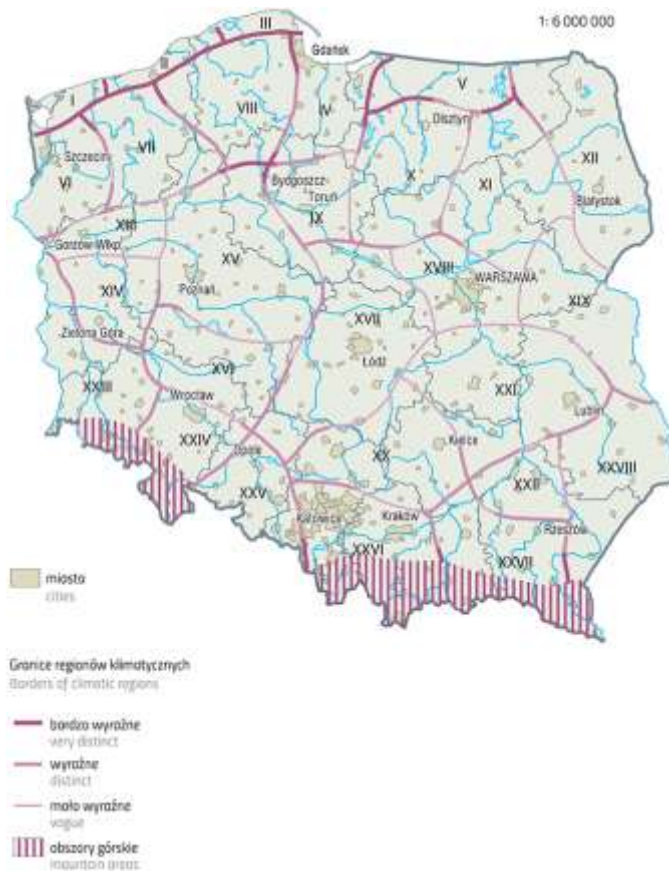 1: 6 000 000
III
Gdańsk
II
I
VIII
IV
V
Olsztyn
VII
Szczecin
VI
X
XI
XII
Bydgoszcz-
Toruń
Białystok
IX
XIII
Gorzów Wlkp.
XV
XVIII
WARSZAWA
Poznań
XIV
XIX
XVII
Zielona Góra
Łódź
XVI
XXIII
Wrocław
XXI
Lublin
XXIV
Opole
Kielce
XX
XXVIII
XXV
XXII
Katowice
Kraków
Rzeszów
XXVI
XXVII
miasta
cities
Granice regionów klimatycznych
Borders of climatic regions
bardzo wyraźne
very distinct
wyraźne
distinct
mało wyraźne
vague
obszary górskie
mountain areas